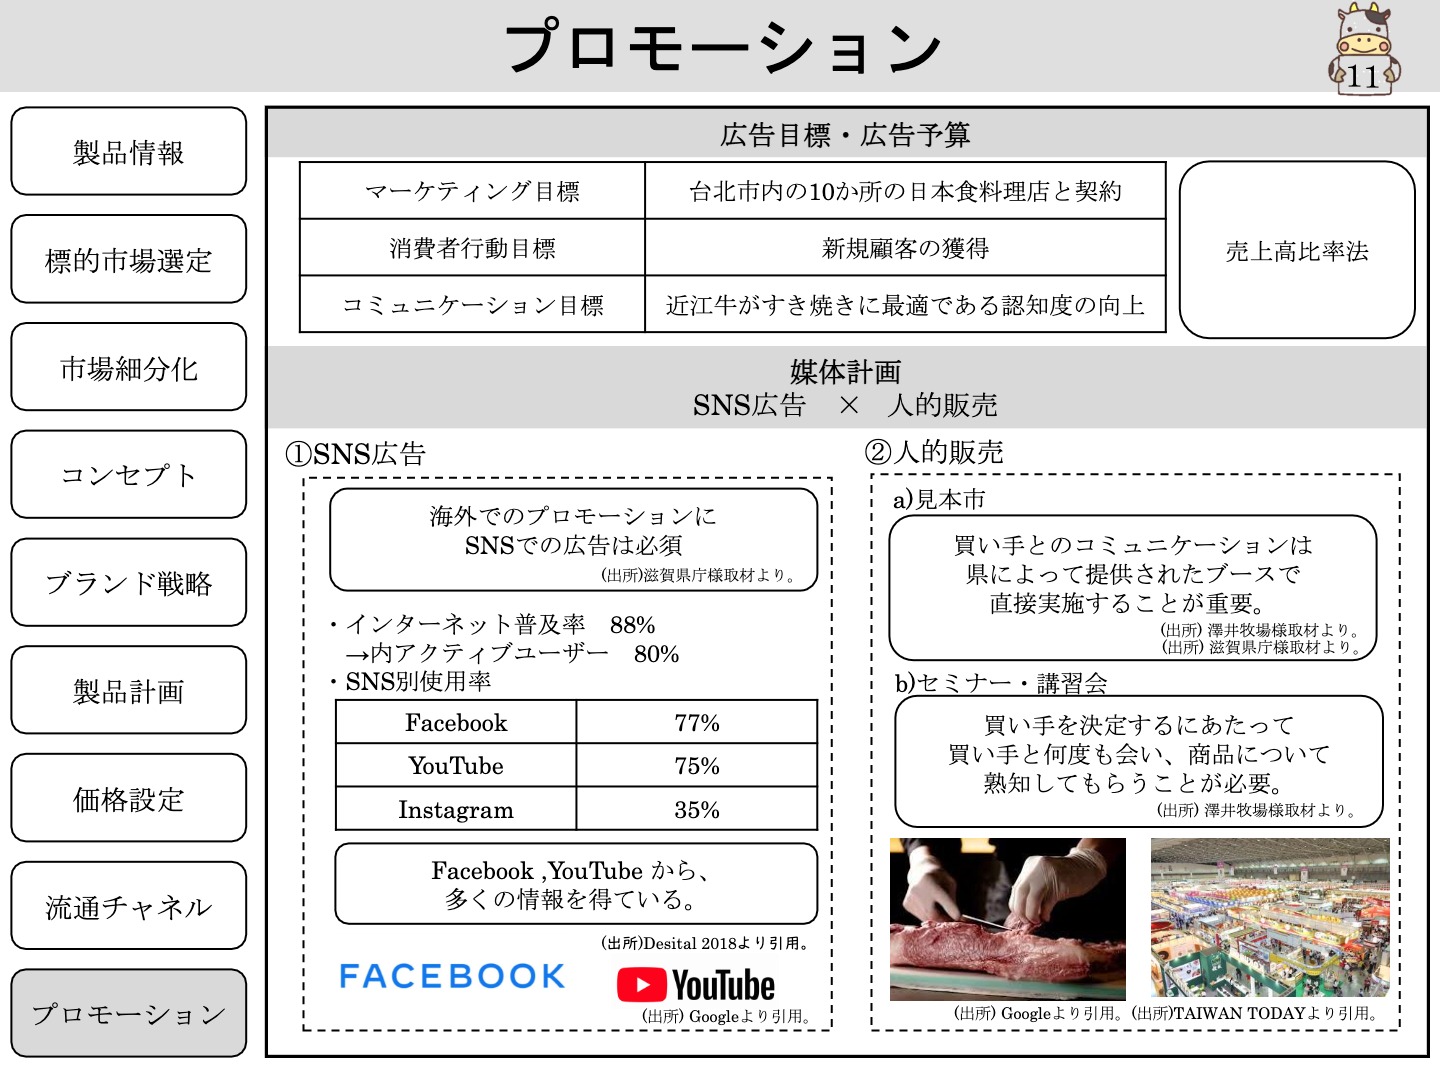 プロモーション
11
製品情報
標的市場選定
市場細分化
コンセプト
ブランド戦略
製品計画
価格設定
流通チャネル
プロモーション
広告目標・広告予算
マーケティング目標 台北市内の10か所の日本食料理店と契約
消費者行動目標 新規顧客の獲得
コミュニケーション目標 近江牛がすき焼きに最適である認知度の向上
売上高比率法
媒体計画
SNS広告 × 人的販売
①SNS広告
海外でのプロモーションに
SNSでの広告は必須
(出所)滋賀県庁様取材より。
・インターネット普及率 88%
→内アクティブユーザー 80%
・SNS別使用率
Facebook 77%
YouTube 75%
Instagram 35%
Facebook ,YouTube から、
多くの情報を得ている。
(出所)Desital 2018より引用。
FACEBOOK
YouTube
(出所) Googleより引用。
②人的販売
a)見本市
買い手とのコミュニケーションは
県によって提供されたブースで
直接実施することが重要。
(出所) 澤井牧場様取材より。
(出所) 滋賀県庁様取材より。
b)セミナー・講習会
買い手を決定するにあたって
買い手と何度も会い、商品について
熟知してもらうことが必要。
(出所) 澤井牧場様取材より。
(出所) Googleより引用。
(出所)TAIWAN TODAYより引用。